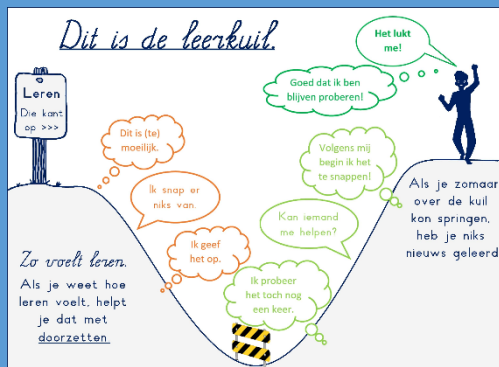 Dit is de leerkuil.
Leren
Die kant
op >>>
Het lukt
me!
Goed dat ik ben
blijven proberen!
Dit is (te)
moeilijk.
Volgens mij
begin ik het
te snappen!
Ik snap er
niks van.
Kan iemand
me helpen?
Als je zomaar
over de kuil
kon springen,
heb je niks
nieuws geleerd
Ik geef
het op.
Zo voelt leren.
Als je weet hoe
leren voelt, helpt
je dat met
doorzetten
Ik probeer
het toch nog
een keer.